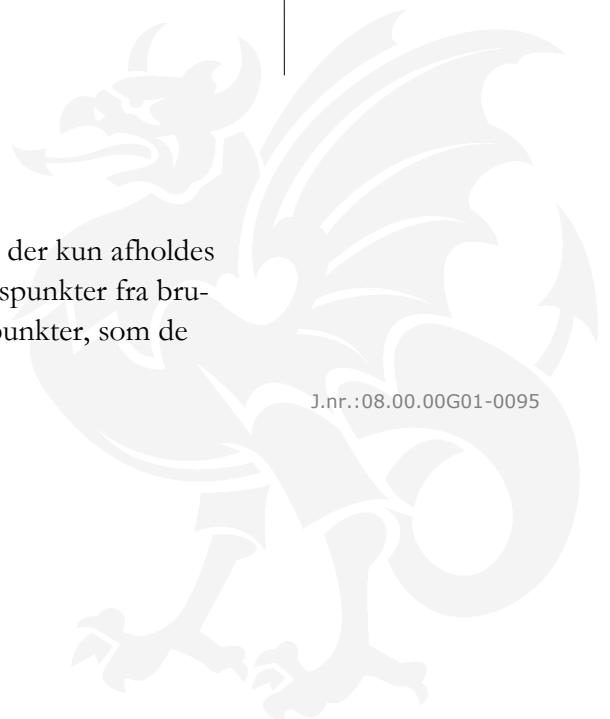 der kun afholdes
spunkter fra bru-
punkter, som de
J.nr.:08.00.00G01-0095